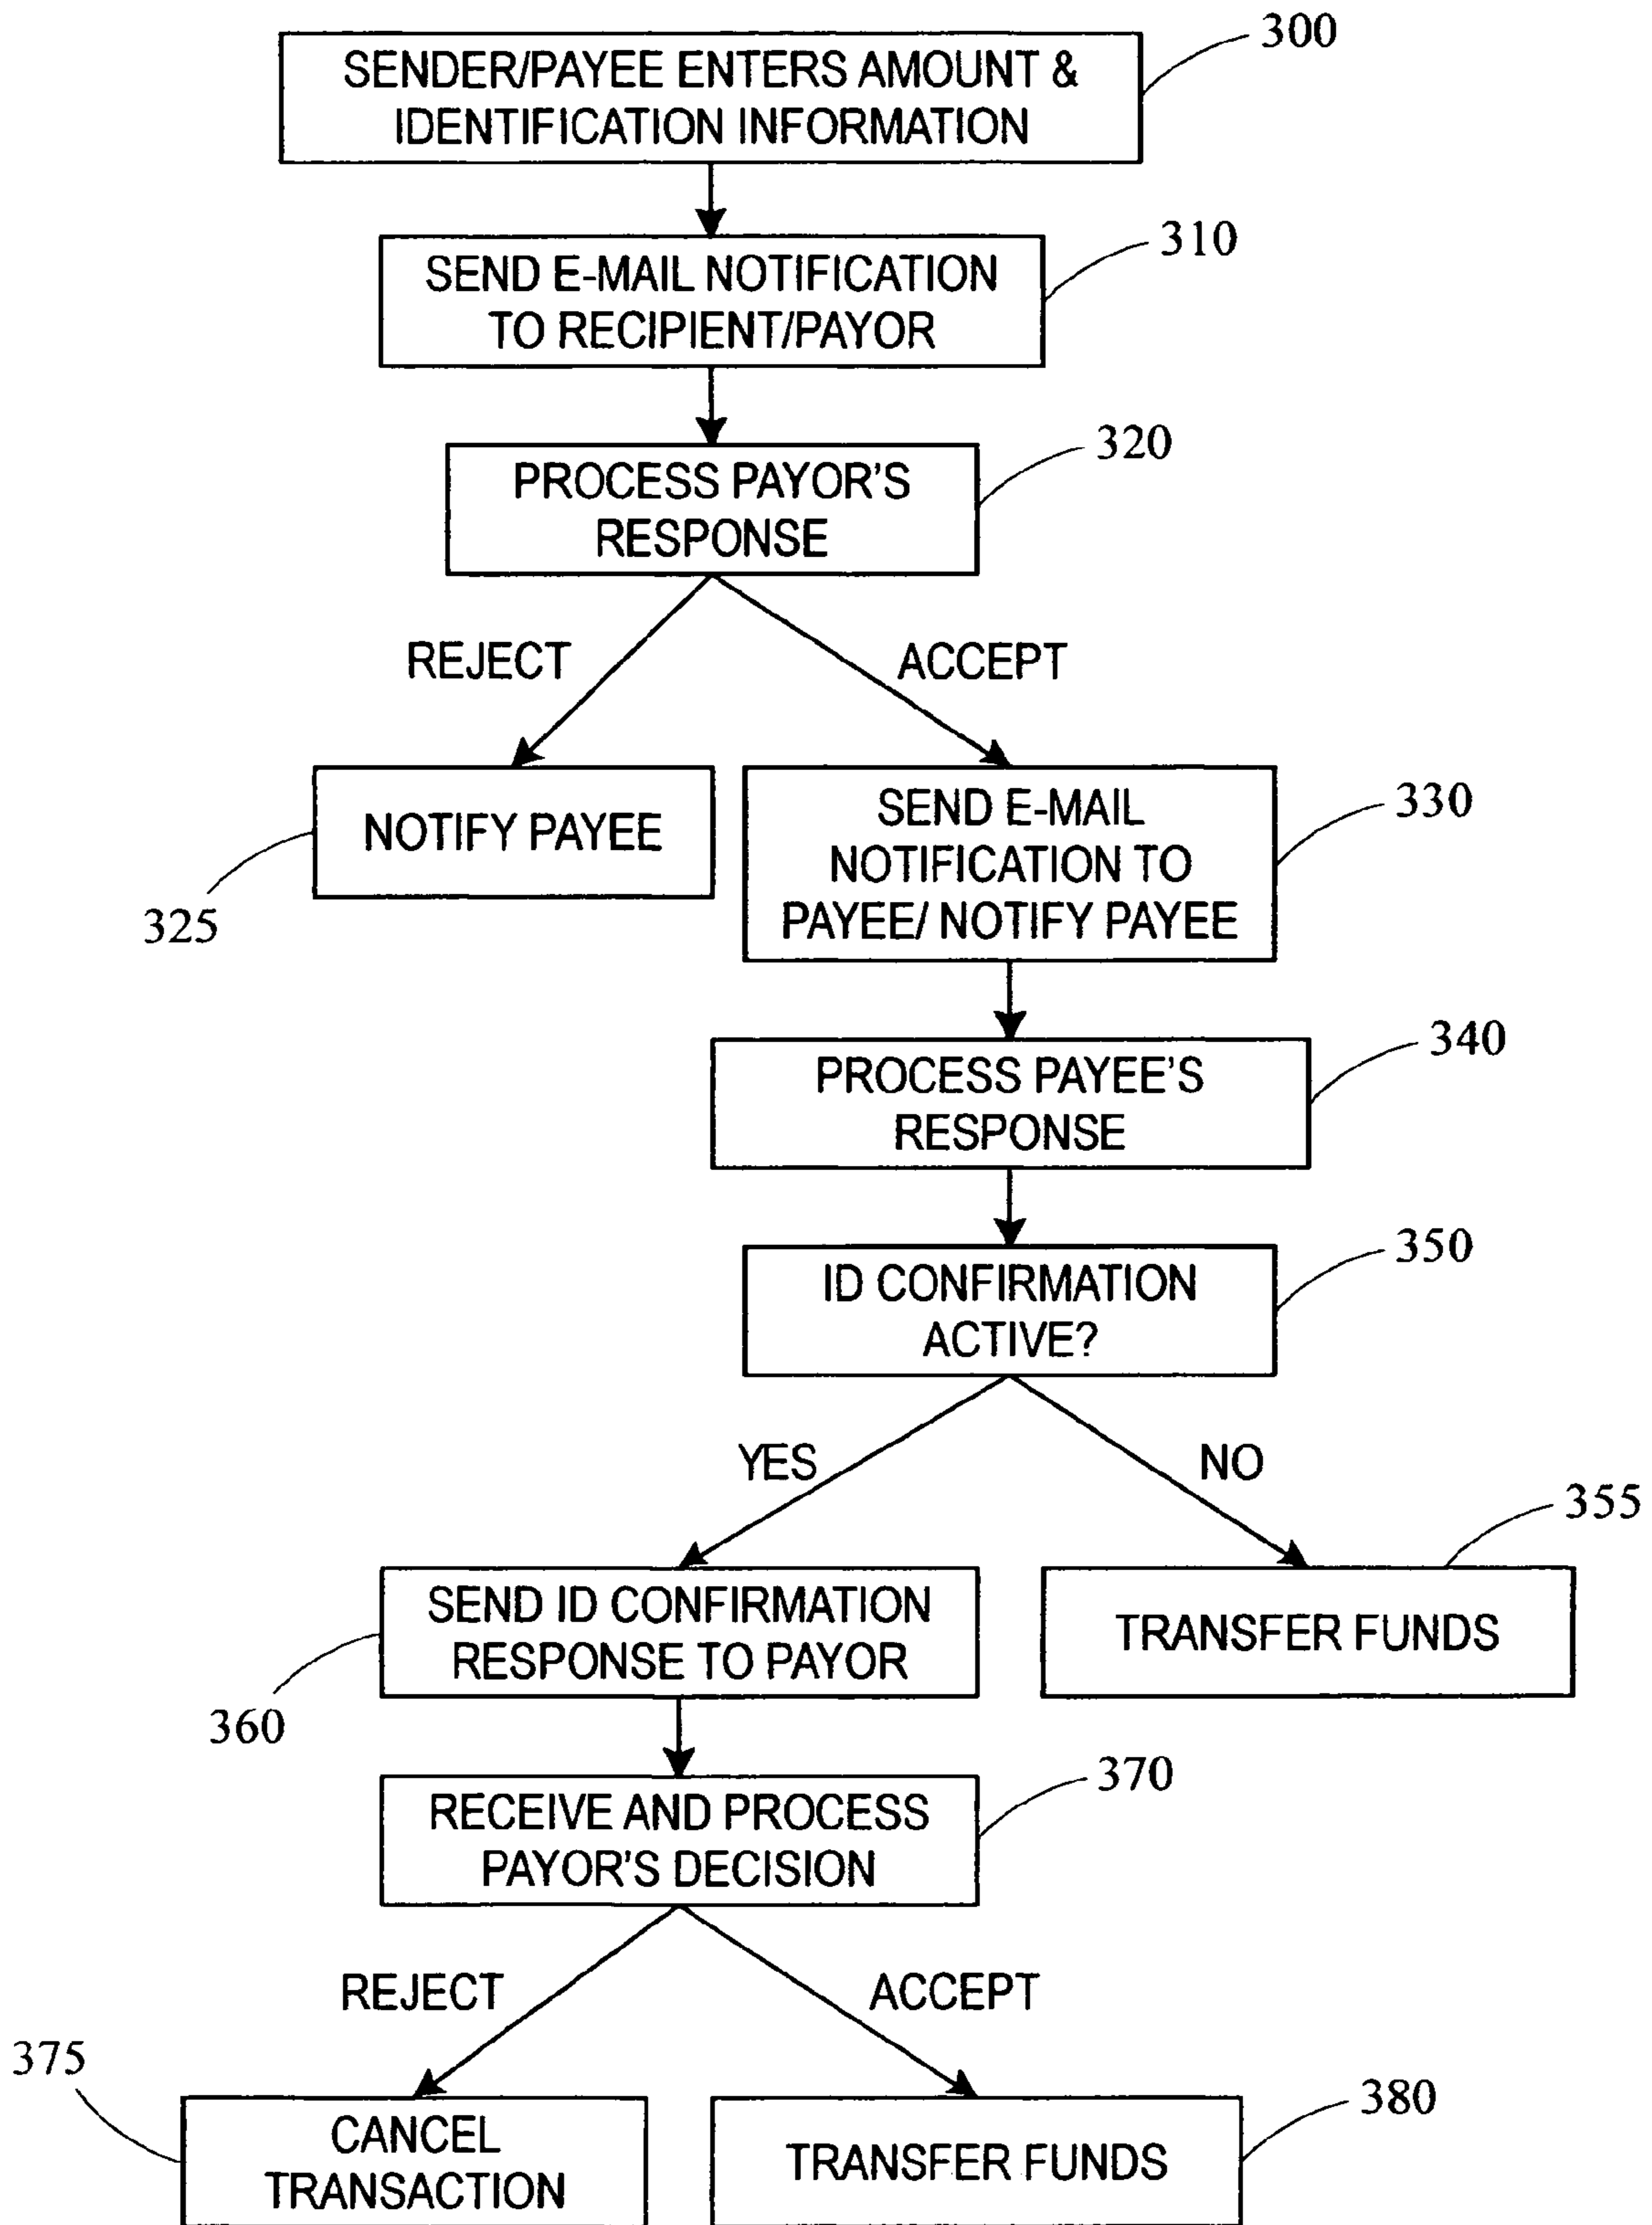 300
SENDER/PAYEE ENTERS AMOUNT &
IDENTIFICATION INFORMATION
310
SEND E-MAIL NOTIFICATION
TO RECIPIENT/PAYOR
320
PROCESS PAYOR'S
RESPONSE
REJECT
ACCEPT
NOTIFY PAYEE
325
330
SEND E-MAIL
NOTIFICATION TO
PAYEE/ NOTIFY PAYEE
340
PROCESS PAYEE'S
RESPONSE
350
ID CONFIRMATION
ACTIVE?
YES
NO
355
SEND ID CONFIRMATION
RESPONSE TO PAYOR
360
TRANSFER FUNDS
370
RECEIVE AND PROCESS
PAYOR'S DECISION
REJECT
ACCEPT
375
CANCEL
TRANSACTION
380
TRANSFER FUNDS